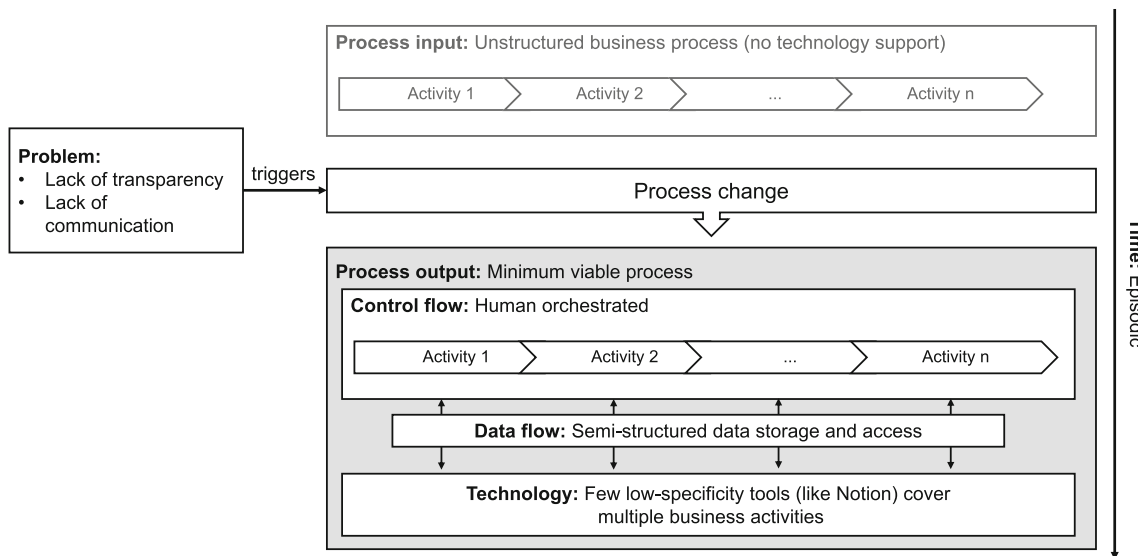 Process input: Unstructured business process (no technology support)
Activity 1
Activity 2
...
Activity n
Problem:
• Lack of transparency
• Lack of
communication
triggers
Process change
Process output: Minimum viable process
Control flow: Human orchestrated
Activity 1
Activity 2
...
Activity n
Data flow: Semi-structured data storage and access
Technology: Few low-specificity tools (like Notion) cover
multiple business activities
Time: Episodic